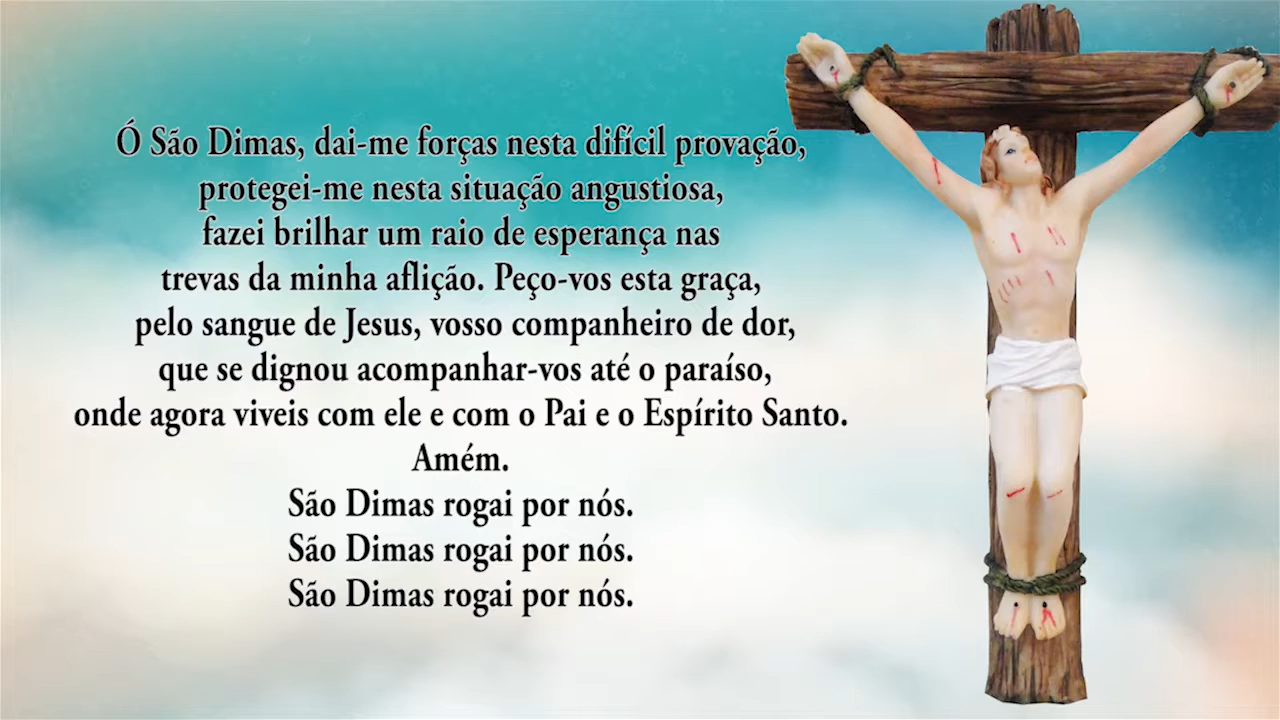 Ó São Dimas, dai-me forças nesta difícil provação,
protegei-me nesta situação angustiosa,
fazei brilhar um raio de esperança nas
trevas da minha aflição. Peço-vos esta graça,
pelo sangue de Jesus, vosso companheiro de dor,
que se dignou acompanhar-vos até o paraíso,
onde agora viveis com ele e com o Pai e o Espírito Santo.
Amém.
São Dimas rogai por nós.
São Dimas rogai por nós.
São Dimas rogai por nós.